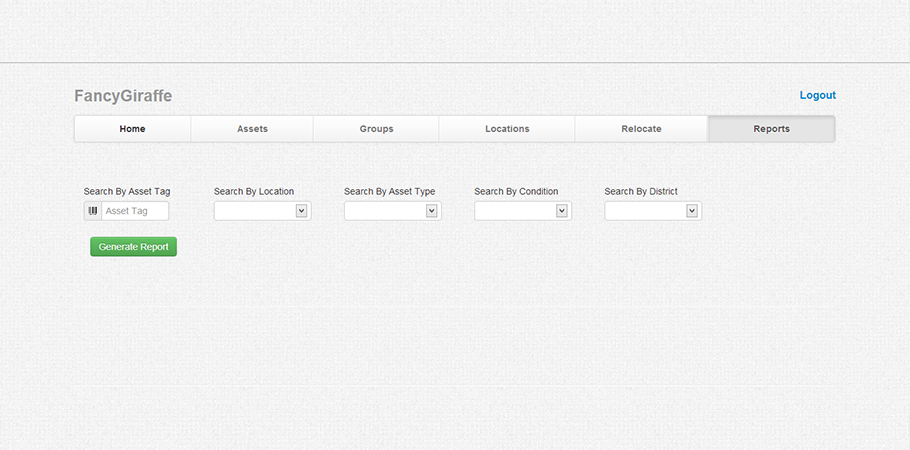 FancyGiraffe
Logout
Home Assets Groups Locations Relocate Reports
Search By Asset Tag Search By Location Search By Asset Type Search By Condition Search By District
Asset Tag
Generate Report